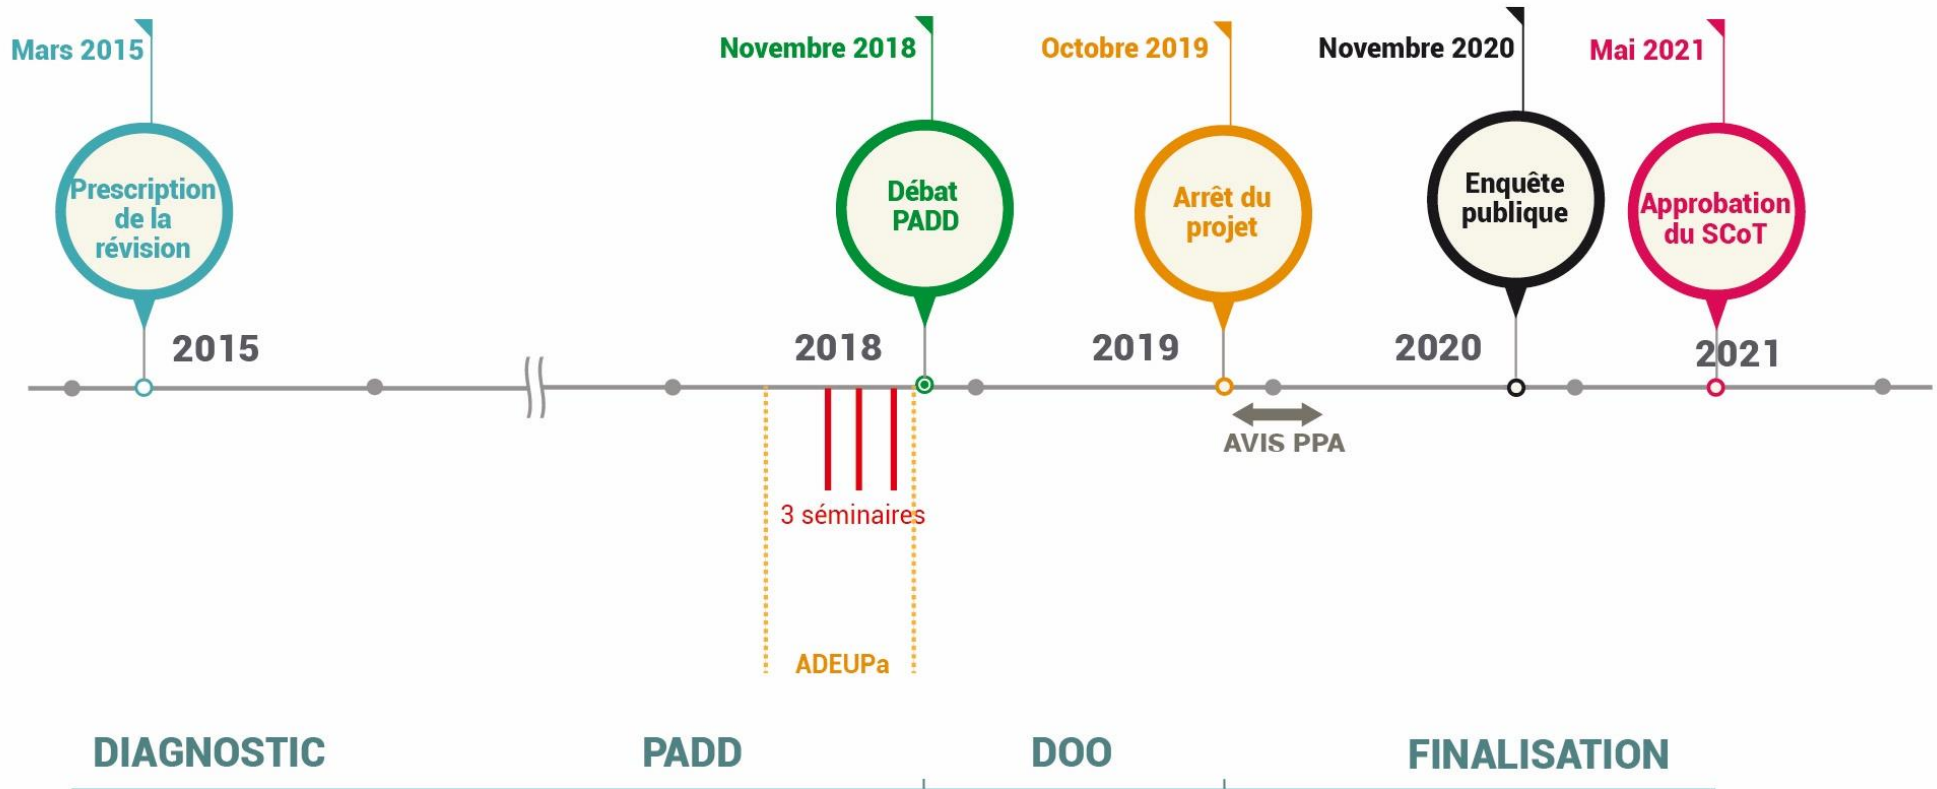 Mars 2015
Novembre 2018
Octobre 2019
Novembre 2020
Mai 2021
Prescription
de la
révision
Débat
PADD
Arrêt du
projet
Enquête
publique
Approbation
du SCoT
2015
2018
2019
2020
2021
AVIS PPA
3 séminaires
ADEUPa
DIAGNOSTIC
PADD
DOO
FINALISATION